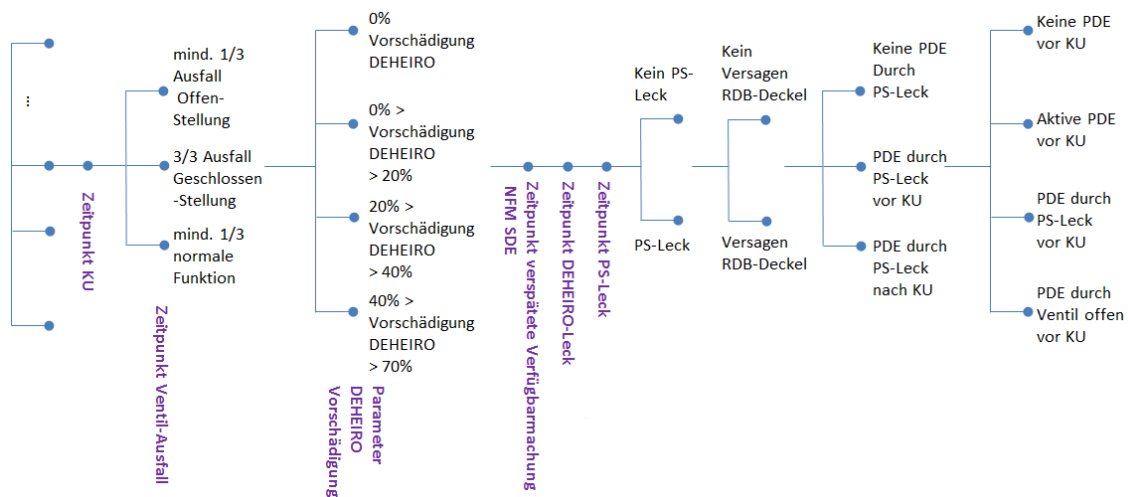 ...
Zeitpunkt KU
mind. 1/3
Ausfall
Offen-
Stellung
3/3 Ausfall
Geschlossen
-Stellung
mind. 1/3
normale
Funktion
Zeitpunkt Ventil-Ausfall
0%
Vorschädigung
DEHEIRO
0% >
Vorschädigung
DEHEIRO
> 20%
20% >
Vorschädigung
DEHEIRO
> 40%
40% >
Vorschädigung
DEHEIRO
> 70%
Parameter
DEHEIRO
Vorschädigung
Zeitpunkt verspätete Verfügbarmachung
NFM SDE
Zeitpunkt DEHEIRO-Leck
Zeitpunkt PS-Leck
Kein PS-
Leck
PS-Leck
Kein
Versagen
RDB-Deckel
Versagen
RDB-Deckel
Keine PDE
Durch
PS-Leck
PDE durch
PS-Leck
vor KU
PDE durch
PS-Leck
nach KU
Keine PDE
vor KU
Aktive PDE
vor KU
PDE durch
PS-Leck
vor KU
PDE durch
Ventil offen
vor KU